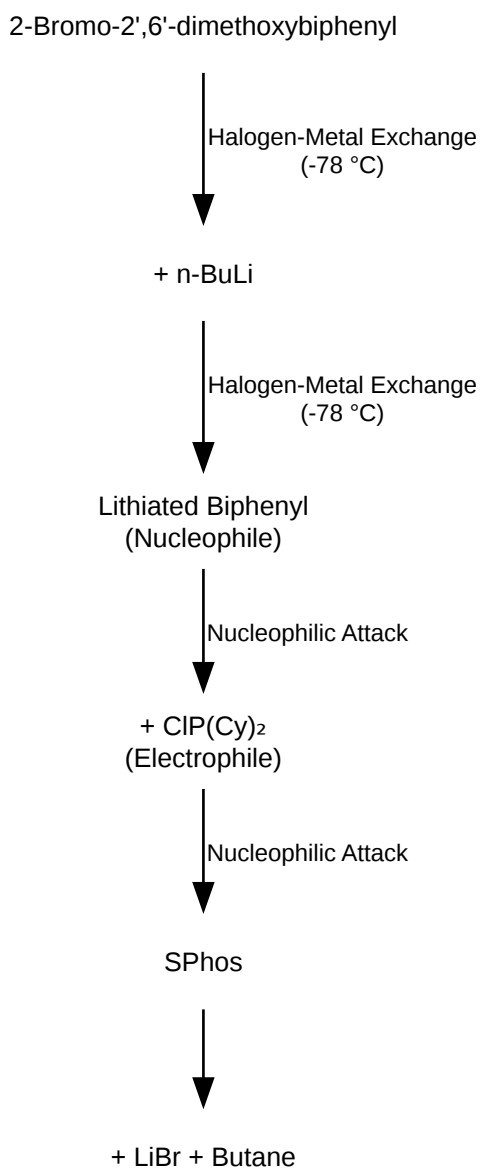 2-Bromo-2',6'-dimethoxybiphenyl
Halogen-Metal Exchange
(-78 °C)
+ n-BuLi
Halogen-Metal Exchange
(-78 °C)
Lithiated Biphenyl
(Nucleophile)
Nucleophilic Attack
+ ClP(Cy)₂
(Electrophile)
Nucleophilic Attack
SPhos
+ LiBr + Butane